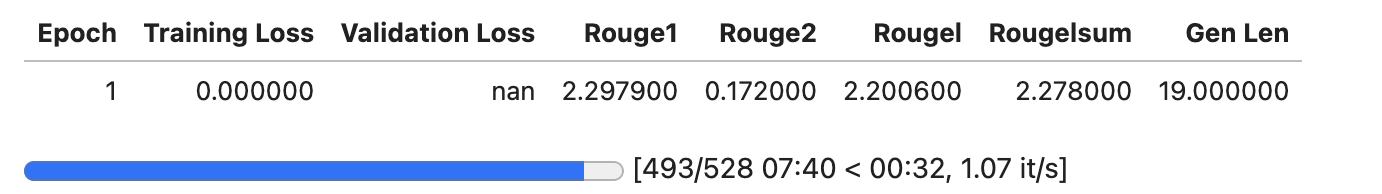 Epoch Training Loss Validation Loss Rouge1 Rouge2 Rougel Rougelsum Gen Len
1 0.000000 nan 2.297900 0.172000 2.200600 2.278000 19.000000
[493/528 07:40 < 00:32, 1.07 it/s]